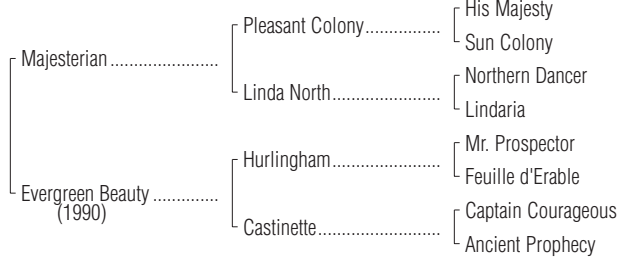 His Majesty
Pleasant Colony..................
Sun Colony
Majesterian........................
Northern Dancer
Linda North.........................
Lindaria
Mr. Prospector
Hurlingham.........................
Feuille d'Erable
Evergreen Beauty...............
(1990)
Captain Courageous
Castinette............................
Ancient Prophecy